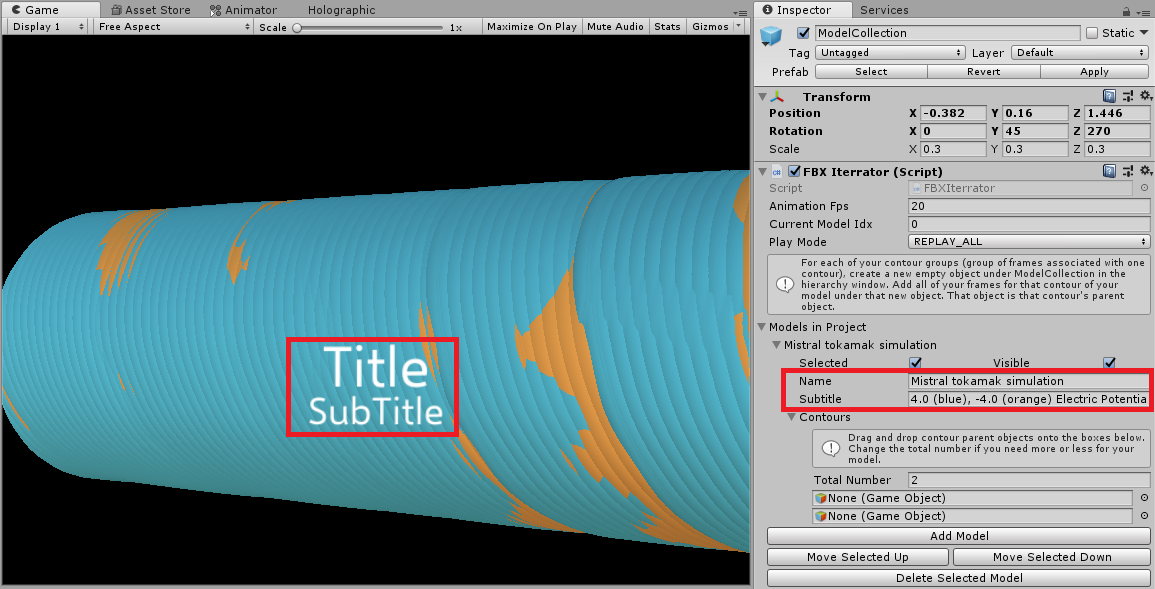 Game
Asset Store
Animator
Holographic
Display 1
Free Aspect
Scale
1x
Maximize On Play
Mute Audio
Stats
Gizmos
Title
SubTitle
Inspector
Services
ModelCollection
Static
Tag Untagged Layer Default
Prefab Select Revert Apply
Transform
Position X -0.382 Y 0.16 Z 1.446
Rotation X 0 Y 45 Z 270
Scale X 0.3 Y 0.3 Z 0.3
FBX Iterrator (Script)
Script FBXIterrator
Animation Fps 20
Current Model Idx 0
Play Mode REPLAY_ALL
For each of your contour groups (group of frames associated with one
contour), create a new empty object under ModelCollection in the
hierarchy window. Add all of your frames for that contour of your
model under that new object. That object is that contour's parent
object.
Models in Project
Mistral tokamak simulation
Selected Visible
Name Mistral tokamak simulation
Subtitle 4.0 (blue), -4.0 (orange) Electric Potentia
Contours
Drag and drop contour parent objects onto the boxes below.
Change the total number if you need more or less for your
model.
Total Number 2
None (Game Object)
None (Game Object)
Add Model
Move Selected Up Move Selected Down
Delete Selected Model